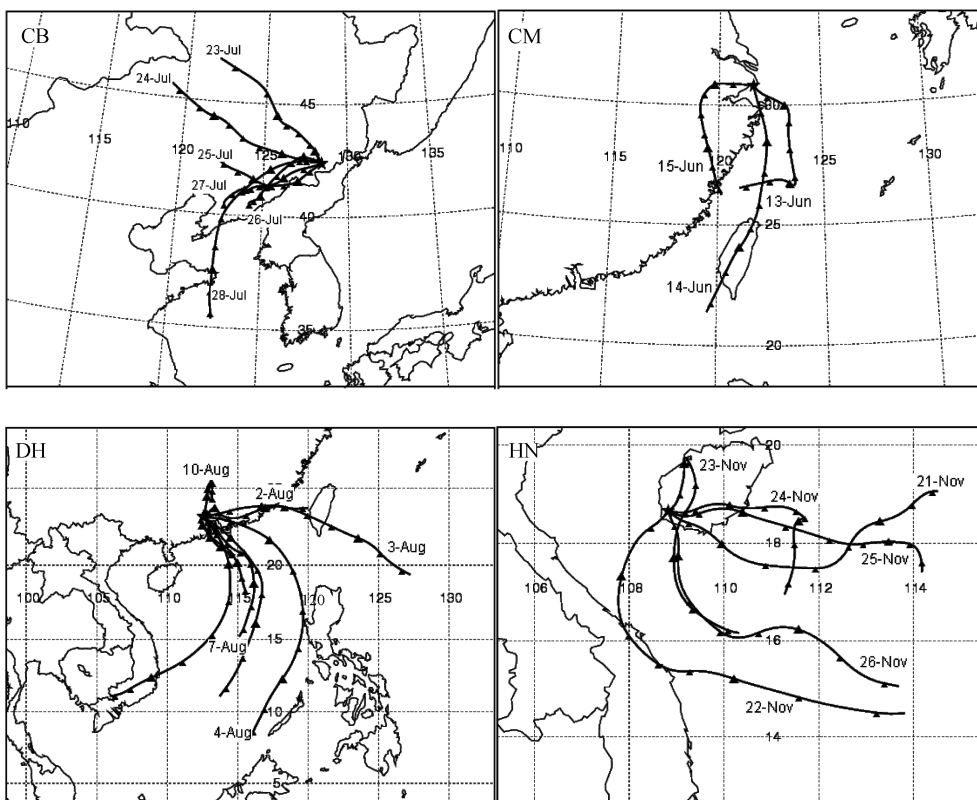 CB
23-Jul
24-Jul
45
110
115
120
125
130
135
25-Jul
27-Jul
26-Jul
40
28-Jul
35
CM
110
30
15-Jun
120
125
130
13-Jun
25
14-Jun
115
20
DH
10-Aug
2-Aug
3-Aug
20
100
105
110
115
120
125
130
15
7-Aug
4-Aug
10
5
HN
20
23-Nov
21-Nov
24-Nov
18
25-Nov
106
108
110
112
114
16
26-Nov
22-Nov
14